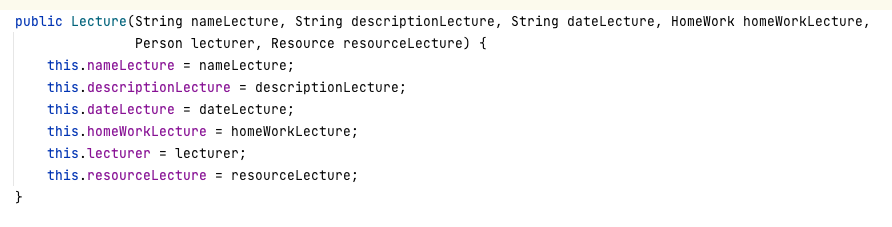 public Lecture(String nameLecture, String descriptionLecture, String dateLecture, HomeWork homeWorkLecture,
               Person lecturer, Resource resourceLecture) {
    this.nameLecture = nameLecture;
    this.descriptionLecture = descriptionLecture;
    this.dateLecture = dateLecture;
    this.homeWorkLecture = homeWorkLecture;
    this.lecturer = lecturer;
    this.resourceLecture = resourceLecture;
}